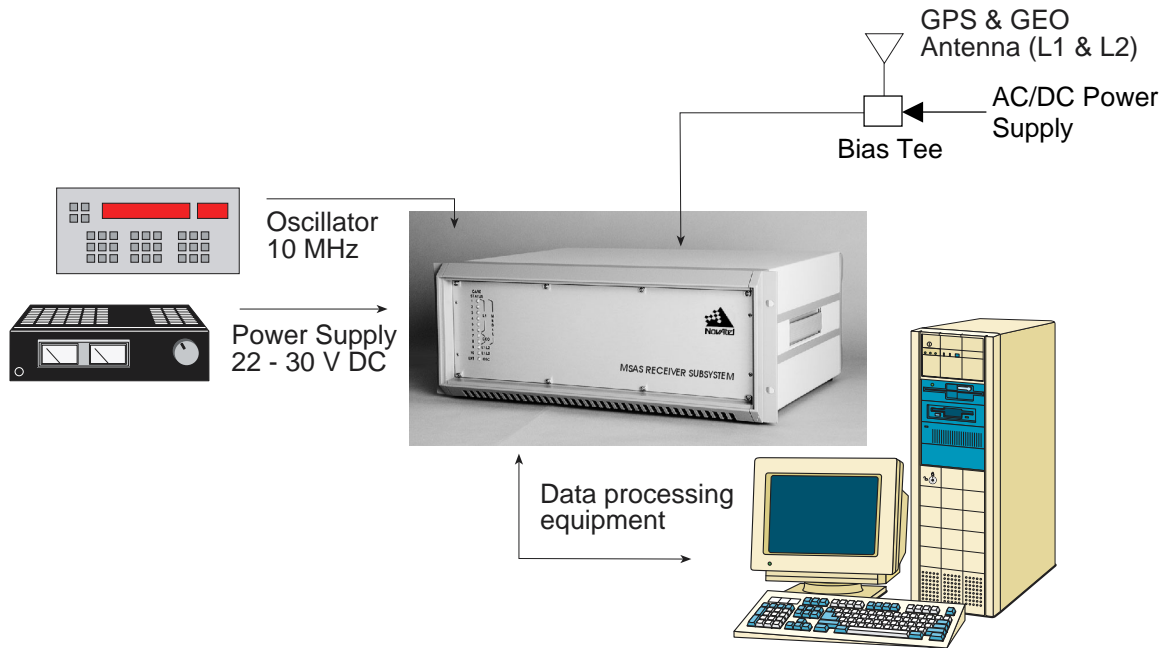 GPS & GEO
Antenna (L1 & L2)
AC/DC Power
Supply
Bias Tee
Oscillator
10 MHz
Power Supply
22 - 30 V DC
NovAtel
MSAS RECEIVER SUBSYSTEM
Data processing
equipment